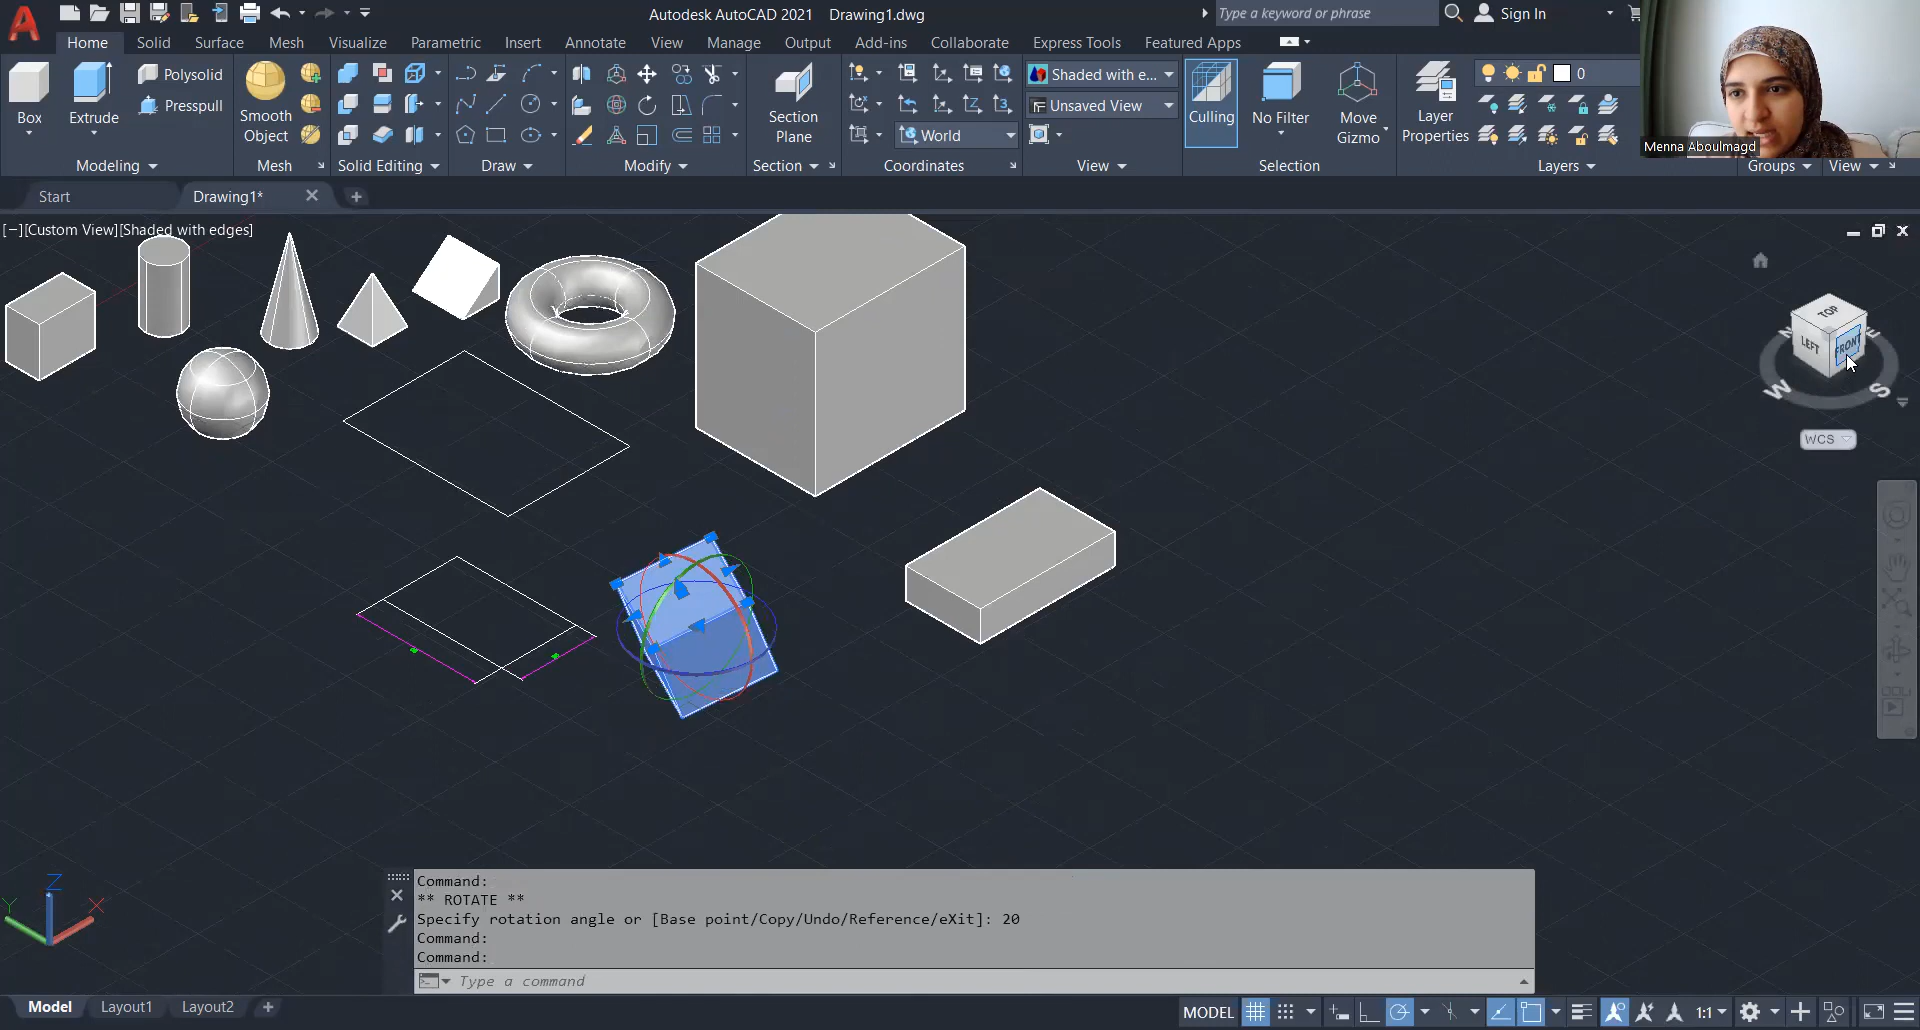 Autodesk AutoCAD 2021 Drawing1.dwg
Type a keyword or phrase
Sign In
Home Solid Surface Mesh Visualize Parametric Insert Annotate View Manage Output Add-ins Collaborate Express Tools Featured Apps
Box
Extrude
Polysolid
Presspull
Smooth Object
Section Plane
World
Shaded with e...
Unsaved View
Culling
No Filter
Move Gizmo
Layer Properties
0
Menna Aboulmagd
Modeling Mesh Solid Editing Draw Modify Section Coordinates View Selection Layers Groups View
Start Drawing1*
[−][Custom View][Shaded with edges]
TOP
LEFT FRONT
N E
W S
WCS
Z
Y X
Command:
** ROTATE **
Specify rotation angle or [Base point/Copy/Undo/Reference/eXit]: 20
Command:
Command:
Type a command
Model Layout1 Layout2
MODEL 1:1